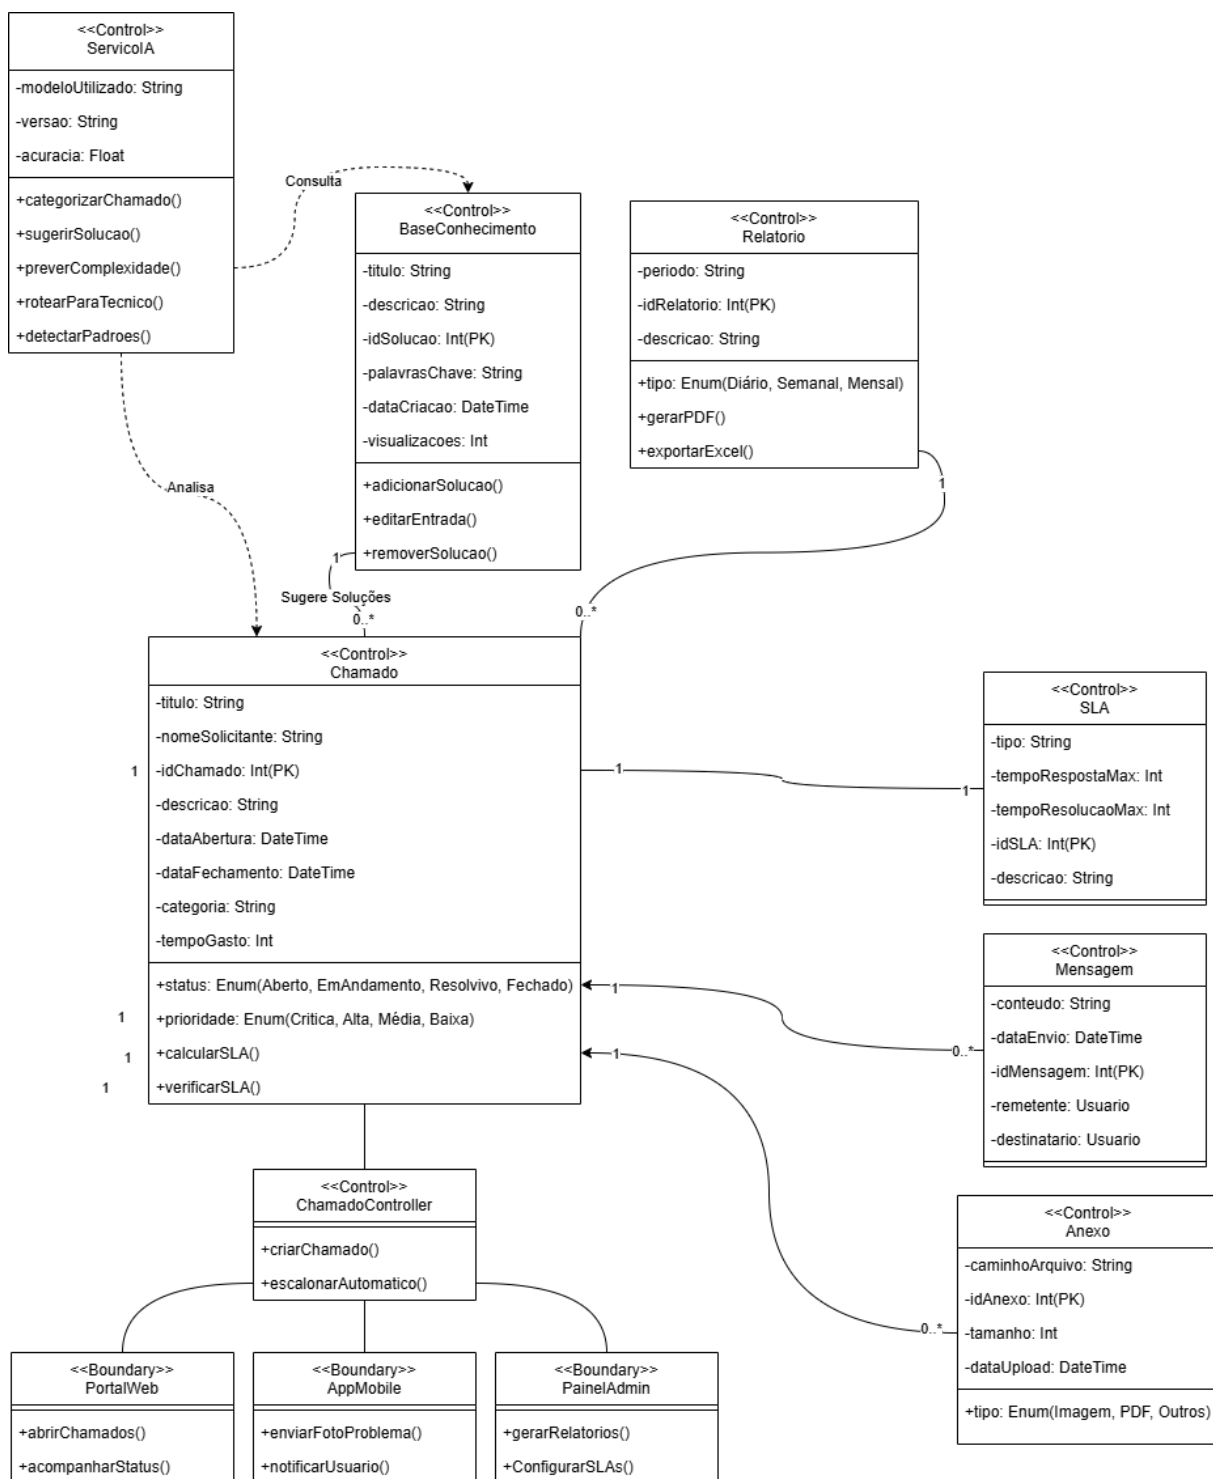 <<Control>>
ServicoIA
-modeloUtilizado: String
-versao: String
-acuracia: Float
+categorizarChamado()
+sugerirSolucao()
+preverComplexidade()
+rotearParaTecnico()
+detectarPadroes()
Consulta
Analisa
<<Control>>
BaseConhecimento
-titulo: String
-descricao: String
-idSolucao: Int(PK)
-palavrasChave: String
-dataCriacao: DateTime
-visualizacoes: Int
+adicionarSolucao()
+editarEntrada()
+removerSolucao()
1
Sugere Soluções
0..*
<<Control>>
Relatorio
-periodo: String
-idRelatorio: Int(PK)
-descricao: String
+tipo: Enum(Diário, Semanal, Mensal)
+gerarPDF()
+exportarExcel()
1
0..*
<<Control>>
Chamado
-titulo: String
-nomeSolicitante: String
1
-idChamado: Int(PK)
-descricao: String
-dataAbertura: DateTime
-dataFechamento: DateTime
-categoria: String
-tempoGasto: Int
+status: Enum(Aberto, EmAndamento, Resolvivo, Fechado)
1
+prioridade: Enum(Critica, Alta, Média, Baixa)
1
+calcularSLA()
1
+verificarSLA()
1
1
<<Control>>
SLA
-tipo: String
-tempoRespostaMax: Int
-tempoResolucaoMax: Int
-idSLA: Int(PK)
-descricao: String
1
0..*
<<Control>>
Mensagem
-conteudo: String
-dataEnvio: DateTime
-idMensagem: Int(PK)
-remetente: Usuario
-destinatario: Usuario
1
0..*
<<Control>>
Anexo
-caminhoArquivo: String
-idAnexo: Int(PK)
-tamanho: Int
-dataUpload: DateTime
+tipo: Enum(Imagem, PDF, Outros)
<<Control>>
ChamadoController
+criarChamado()
+escalonarAutomatico()
<<Boundary>>
PortalWeb
+abrirChamados()
+acompanharStatus()
<<Boundary>>
AppMobile
+enviarFotoProblema()
+notificarUsuario()
<<Boundary>>
PainelAdmin
+gerarRelatorios()
+ConfigurarSLAs()